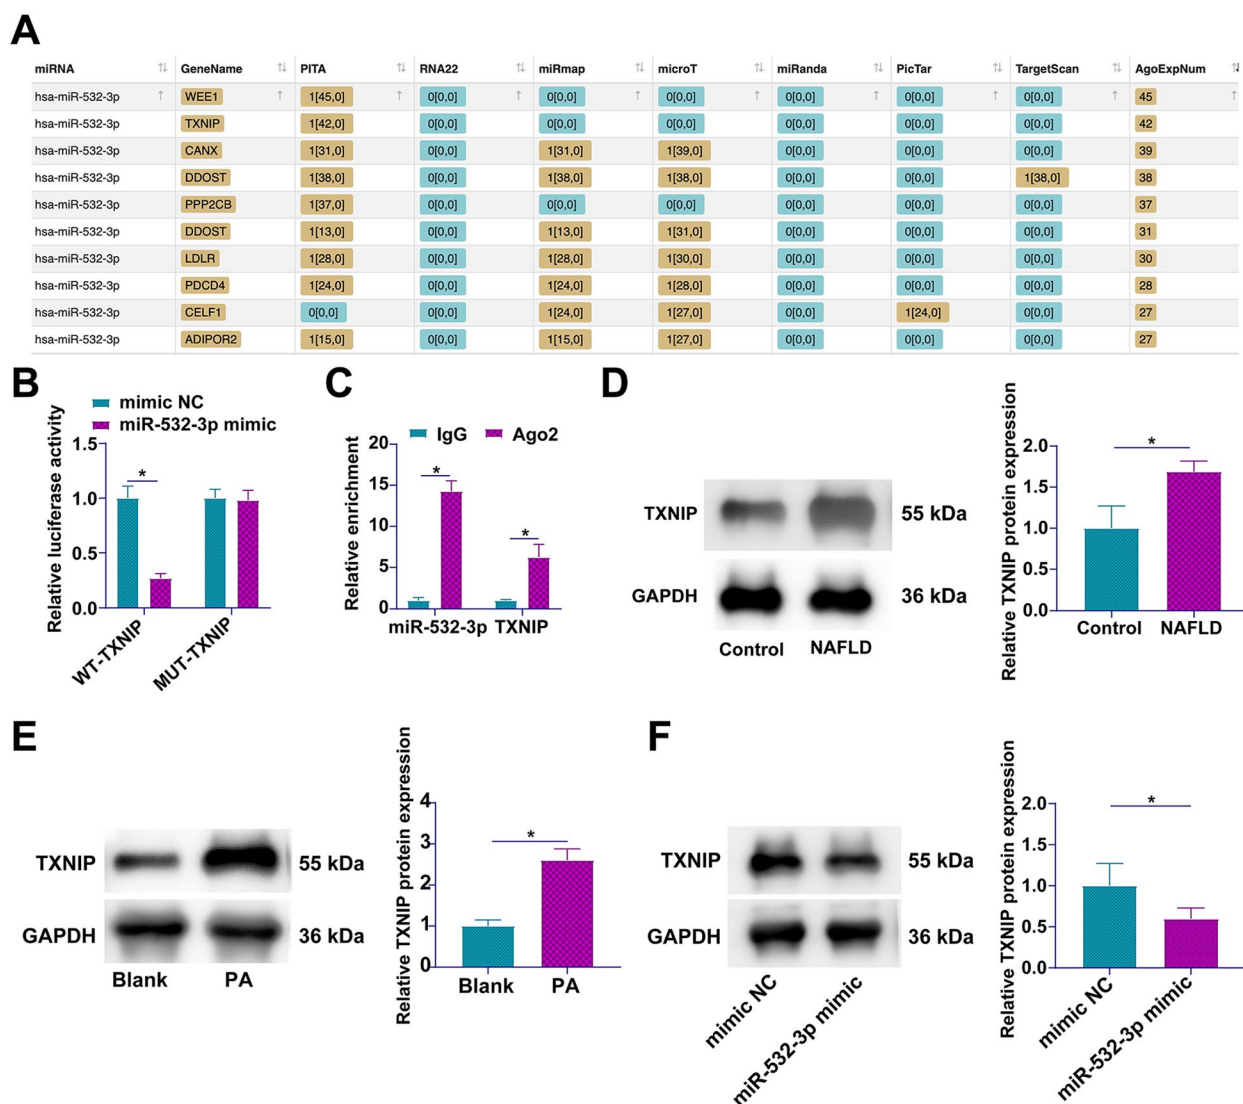 A
miRNA GeneName PITA RNA22 miRmap microT miRanda PicTar TargetScan AgoExpNum
hsa-miR-532-3p WEE1 1[45,0] 0[0,0] 0[0,0] 0[0,0] 0[0,0] 0[0,0] 0[0,0] 45
hsa-miR-532-3p TXNIP 1[42,0] 0[0,0] 0[0,0] 0[0,0] 0[0,0] 0[0,0] 0[0,0] 42
hsa-miR-532-3p CANX 1[31,0] 0[0,0] 1[31,0] 1[39,0] 0[0,0] 0[0,0] 0[0,0] 39
hsa-miR-532-3p DDOST 1[38,0] 0[0,0] 1[38,0] 1[38,0] 0[0,0] 0[0,0] 1[38,0] 38
hsa-miR-532-3p PPP2CB 1[37,0] 0[0,0] 0[0,0] 0[0,0] 0[0,0] 0[0,0] 0[0,0] 37
hsa-miR-532-3p DDOST 1[13,0] 0[0,0] 1[13,0] 1[31,0] 0[0,0] 0[0,0] 0[0,0] 31
hsa-miR-532-3p LDLR 1[28,0] 0[0,0] 1[28,0] 1[30,0] 0[0,0] 0[0,0] 0[0,0] 30
hsa-miR-532-3p PDCD4 1[24,0] 0[0,0] 1[24,0] 1[28,0] 0[0,0] 0[0,0] 0[0,0] 28
hsa-miR-532-3p CELF1 0[0,0] 0[0,0] 1[24,0] 1[27,0] 0[0,0] 1[24,0] 0[0,0] 27
hsa-miR-532-3p ADIPOR2 1[15,0] 0[0,0] 1[15,0] 1[27,0] 0[0,0] 0[0,0] 0[0,0] 27
B
mimic NC
miR-532-3p mimic
Relative luciferase activity
1.5
1.0
0.5
0.0
*
WT-TXNIP
MUT-TXNIP
C
IgG Ago2
Relative enrichment
20
15
10
5
0
*
*
miR-532-3p TXNIP
D
TXNIP 55 kDa
GAPDH 36 kDa
Control NAFLD
Relative TXNIP protein expression
2.0
1.5
1.0
0.5
0.0
*
Control NAFLD
E
TXNIP 55 kDa
GAPDH 36 kDa
Blank PA
Relative TXNIP protein expression
4
3
2
1
0
*
Blank PA
F
TXNIP 55 kDa
GAPDH 36 kDa
mimic NC
miR-532-3p mimic
Relative TXNIP protein expression
2.0
1.5
1.0
0.5
0.0
*
mimic NC
miR-532-3p mimic